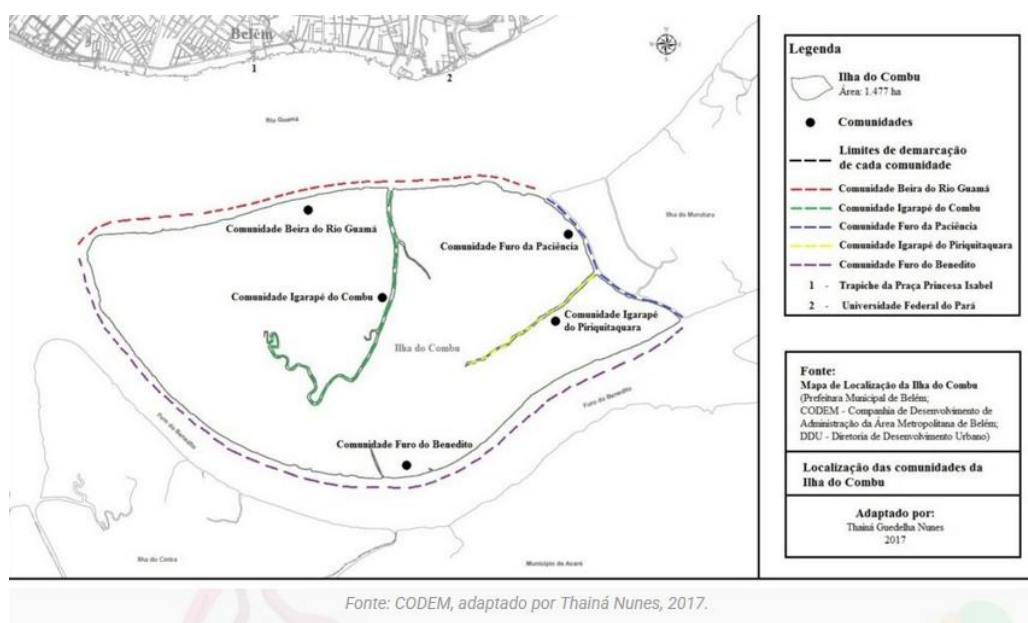 Belém
1
2
Rio Guamá
Ilha do Murutura
Comunidade Beira do Rio Guamá
Comunidade Furo da Paciência
Comunidade Igarapé do Combu
Comunidade Igarapé
do Piriquitaquara
Ilha do Combu
Furo do Benedito
Furo do Benedito
Comunidade Furo do Benedito
Ilha do Cintra
Município de Acará
Legenda
Ilha do Combu
Área: 1.477 ha
Comunidades
Limites de demarcação
de cada comunidade
Comunidade Beira do Rio Guamá
Comunidade Igarapé do Combu
Comunidade Furo da Paciência
Comunidade Igarapé do Piriquitaquara
Comunidade Furo do Benedito
1 - Trapiche da Praça Princesa Isabel
2 - Universidade Federal do Pará
Fonte:
Mapa de Localização da Ilha do Combu
(Prefeitura Municipal de Belém;
CODEM - Companhia de Desenvolvimento de
Administração da Área Metropolitana de Belém;
DDU - Diretoria de Desenvolvimento Urbano)
Localização das comunidades da
Ilha do Combu
Adaptado por:
Thainá Guedelha Nunes
2017
Fonte: CODEM, adaptado por Thainá Nunes, 2017.